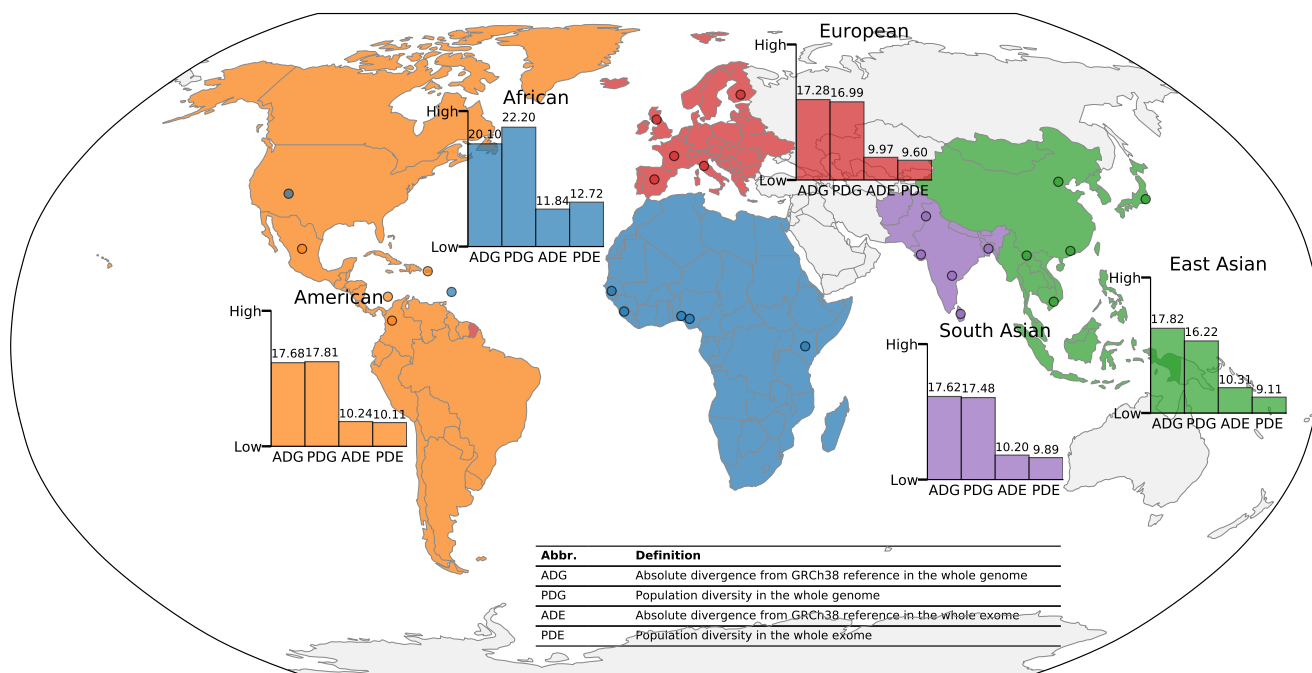 European
High
17.28 16.99
9.97 9.60
Low
ADG PDG ADE PDE
African
High
22.20
20.10
11.84 12.72
Low
ADG PDG ADE PDE
East Asian
High
17.82
16.22
10.31
9.11
Low
ADG PDG ADE PDE
American
High
17.68 17.81
10.24 10.11
Low
ADG PDG ADE PDE
South Asian
High
17.62 17.48
10.20 9.89
Low
ADG PDG ADE PDE
Abbr. Definition
ADG Absolute divergence from GRCh38 reference in the whole genome
PDG Population diversity in the whole genome
ADE Absolute divergence from GRCh38 reference in the whole exome
PDE Population diversity in the whole exome